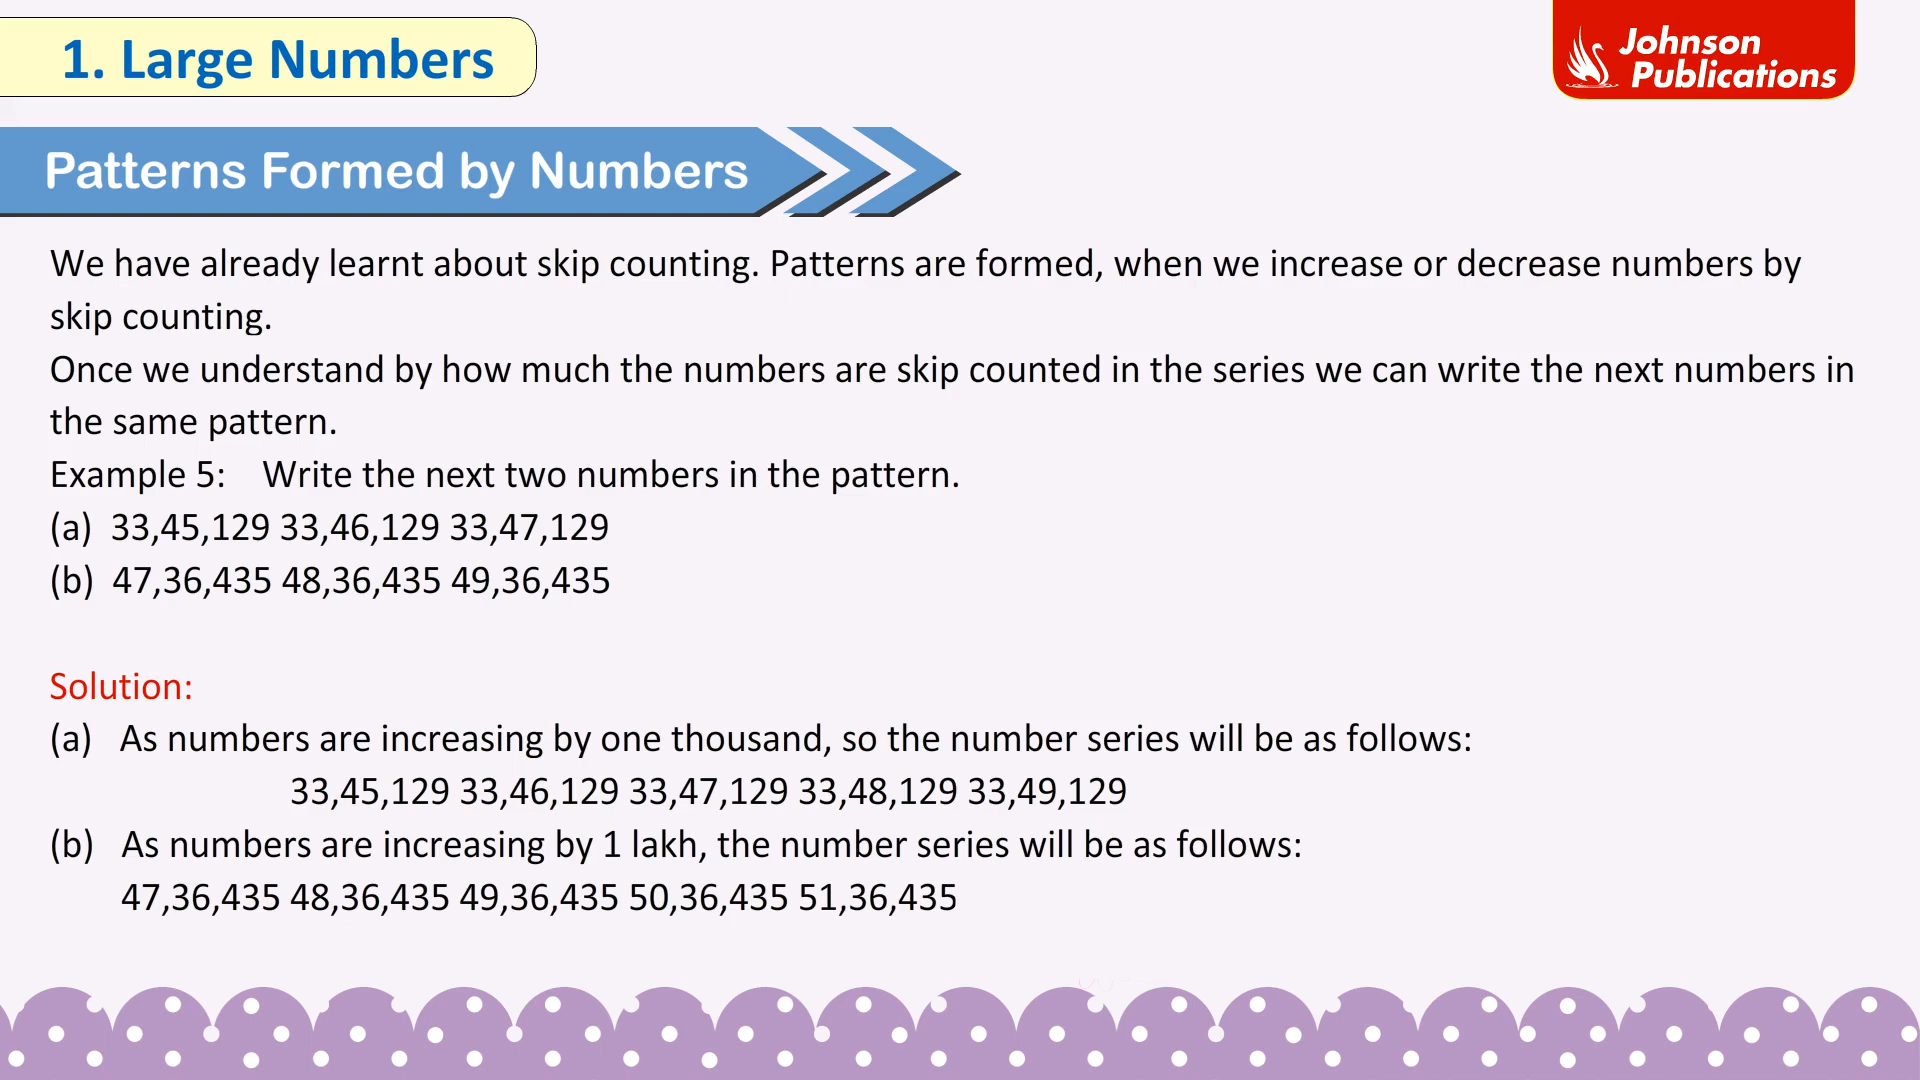 1. Large Numbers
Johnson
Publications
Patterns Formed by Numbers
We have already learnt about skip counting. Patterns are formed, when we increase or decrease numbers by
skip counting.
Once we understand by how much the numbers are skip counted in the series we can write the next numbers in
the same pattern.
Example 5: Write the next two numbers in the pattern.
(a) 33,45,129 33,46,129 33,47,129
(b) 47,36,435 48,36,435 49,36,435
Solution:
(a) As numbers are increasing by one thousand, so the number series will be as follows:
33,45,129 33,46,129 33,47,129 33,48,129 33,49,129
(b) As numbers are increasing by 1 lakh, the number series will be as follows:
47,36,435 48,36,435 49,36,435 50,36,435 51,36,435